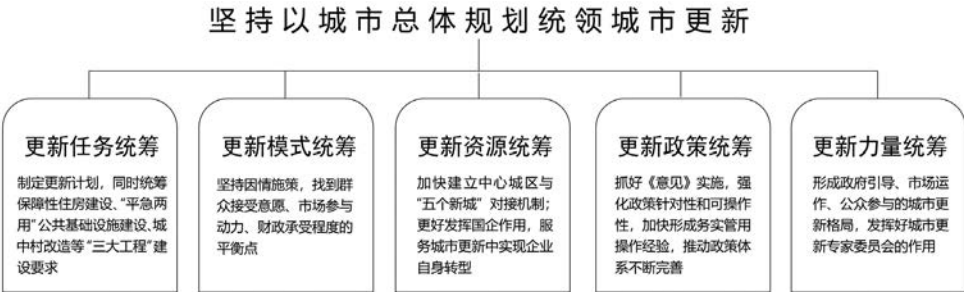 坚持以城市总体规划统领城市更新
更新任务统筹
制定更新计划，同时统筹
保障性住房建设、“平急两
用”公共基础设施建设、城
中村改造等“三大工程”建
设要求
更新模式统筹
坚持因情施策，找到群
众接受意愿、市场参与
动力、财政承受程度的
平衡点
更新资源统筹
加快建立中心城区与
“五个新城”对接机制；
更好发挥国企作用，服
务城市更新中实现企业
自身转型
更新政策统筹
抓好《意见》实施，强
化政策针对性和可操作
性，加快形成务实管用
操作经验，推动政策体
系不断完善
更新力量统筹
形成政府引导、市场运
作、公众参与的城市更
新格局，发挥好城市更
新专家委员会的作用